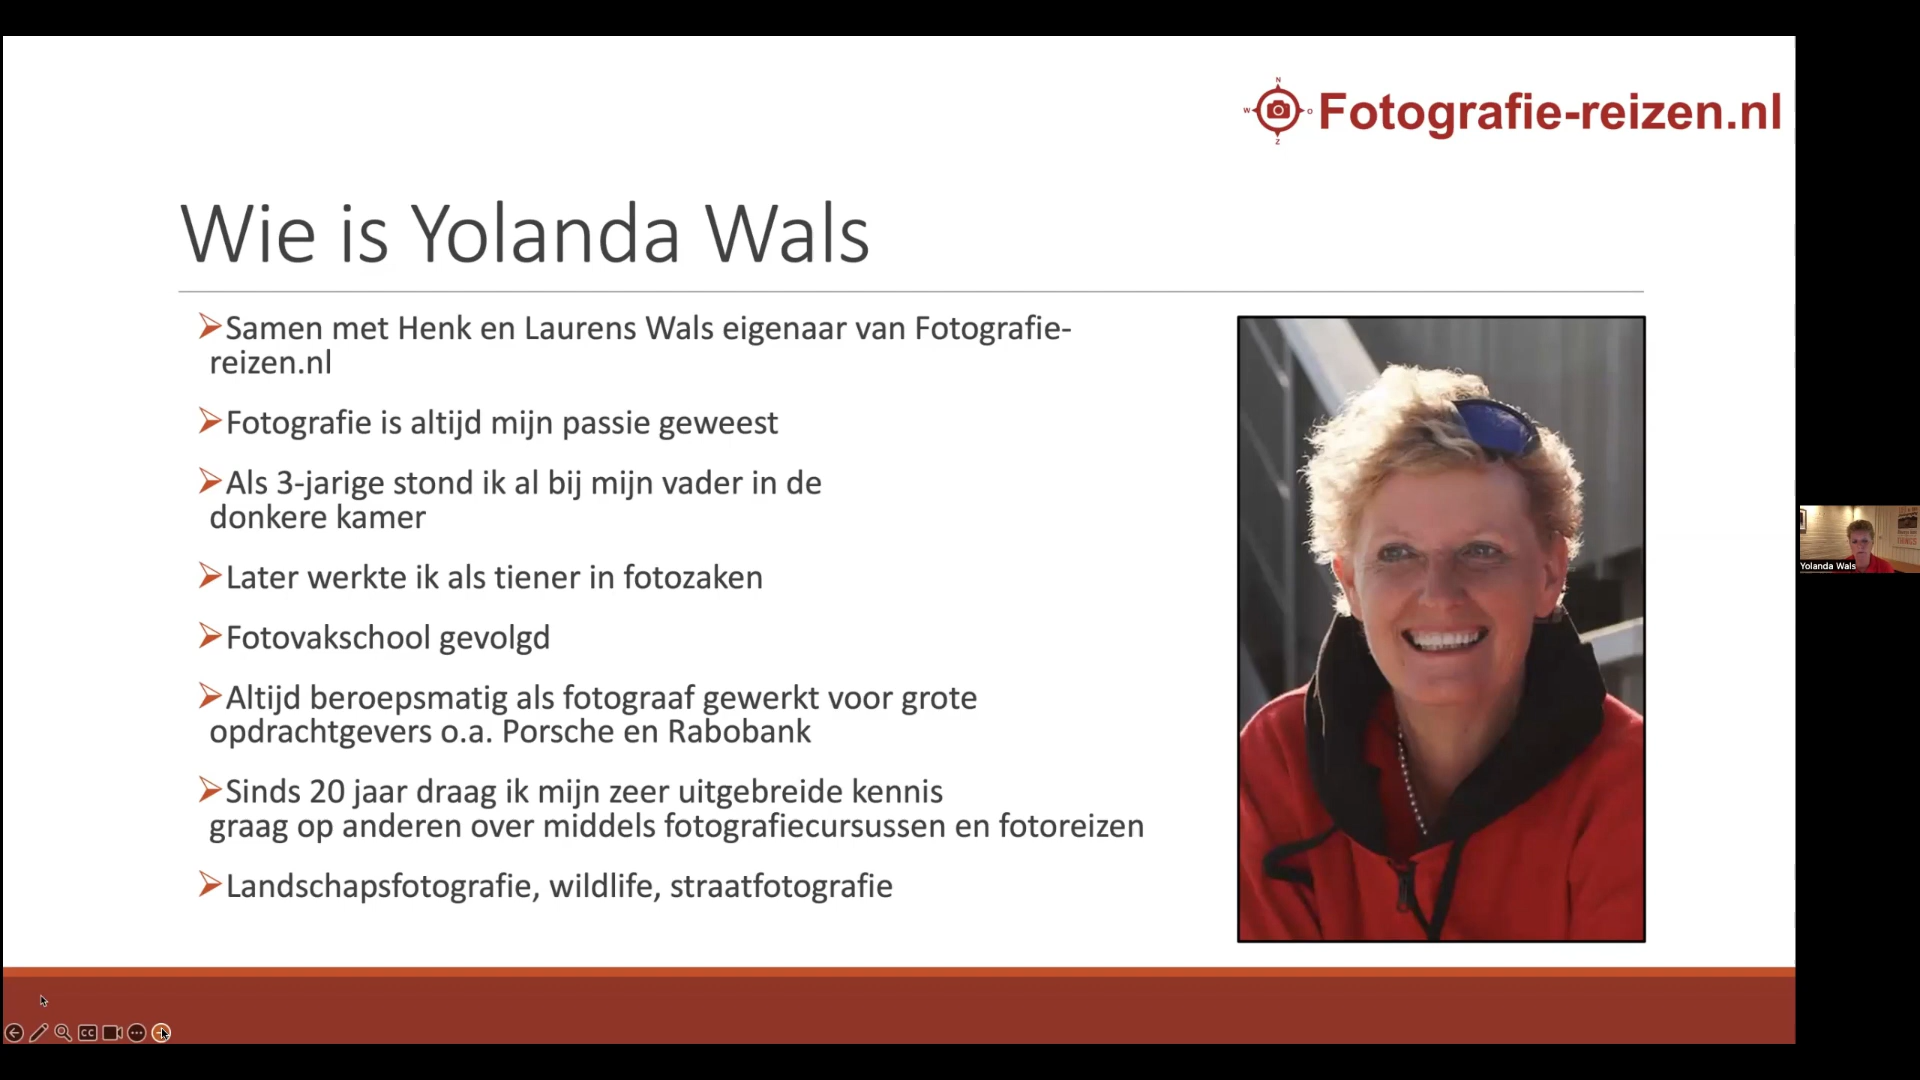 N
W O
Z
Fotografie-reizen.nl
Wie is Yolanda Wals
Samen met Henk en Laurens Wals eigenaar van Fotografie-
reizen.nl
Fotografie is altijd mijn passie geweest
Als 3-jarige stond ik al bij mijn vader in de
donkere kamer
Later werkte ik als tiener in fotozaken
Fotovakschool gevolgd
Altijd beroepsmatig als fotograaf gewerkt voor grote
opdrachtgevers o.a. Porsche en Rabobank
Sinds 20 jaar draag ik mijn zeer uitgebreide kennis
graag op anderen over middels fotografiecursussen en fotoreizen
Landschapsfotografie, wildlife, straatfotografie
Yolanda Wals
CC